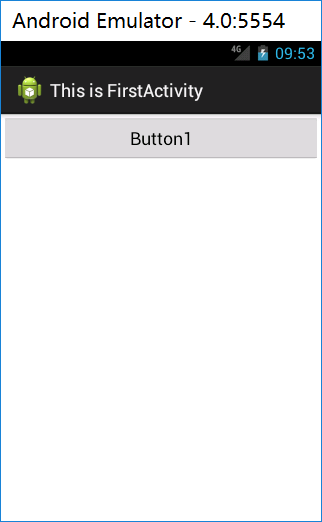 Android Emulator - 4.0:5554
4G 09:53
This is FirstActivity
Button1